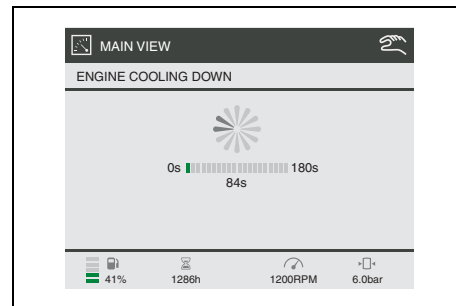 MAIN VIEW
ENGINE COOLING DOWN
0s 180s
84s
41% 1286h 1200RPM 6.0bar